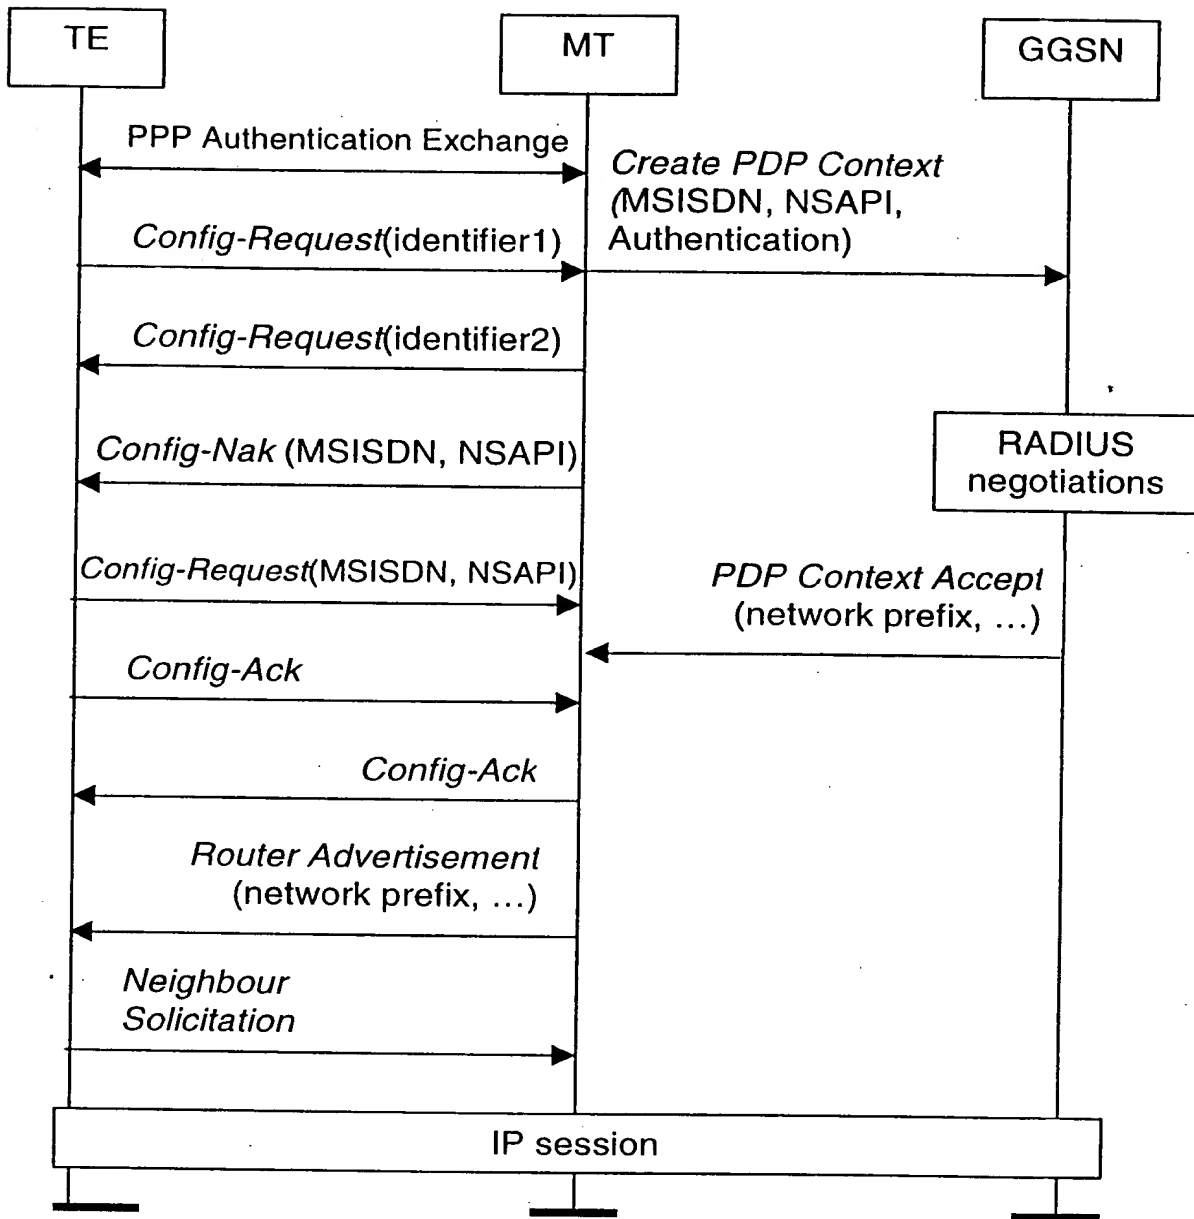 TE
MT
GGSN
PPP Authentication Exchange
Create PDP Context
(MSISDN, NSAPI,
Authentication)
Config-Request(identifier1)
Config-Request(identifier2)
Config-Nak (MSISDN, NSAPI)
RADIUS
negotiations
Config-Request(MSISDN, NSAPI)
PDP Context Accept
(network prefix, ...)
Config-Ack
Config-Ack
Router Advertisement
(network prefix, ...)
Neighbour
Solicitation
IP session